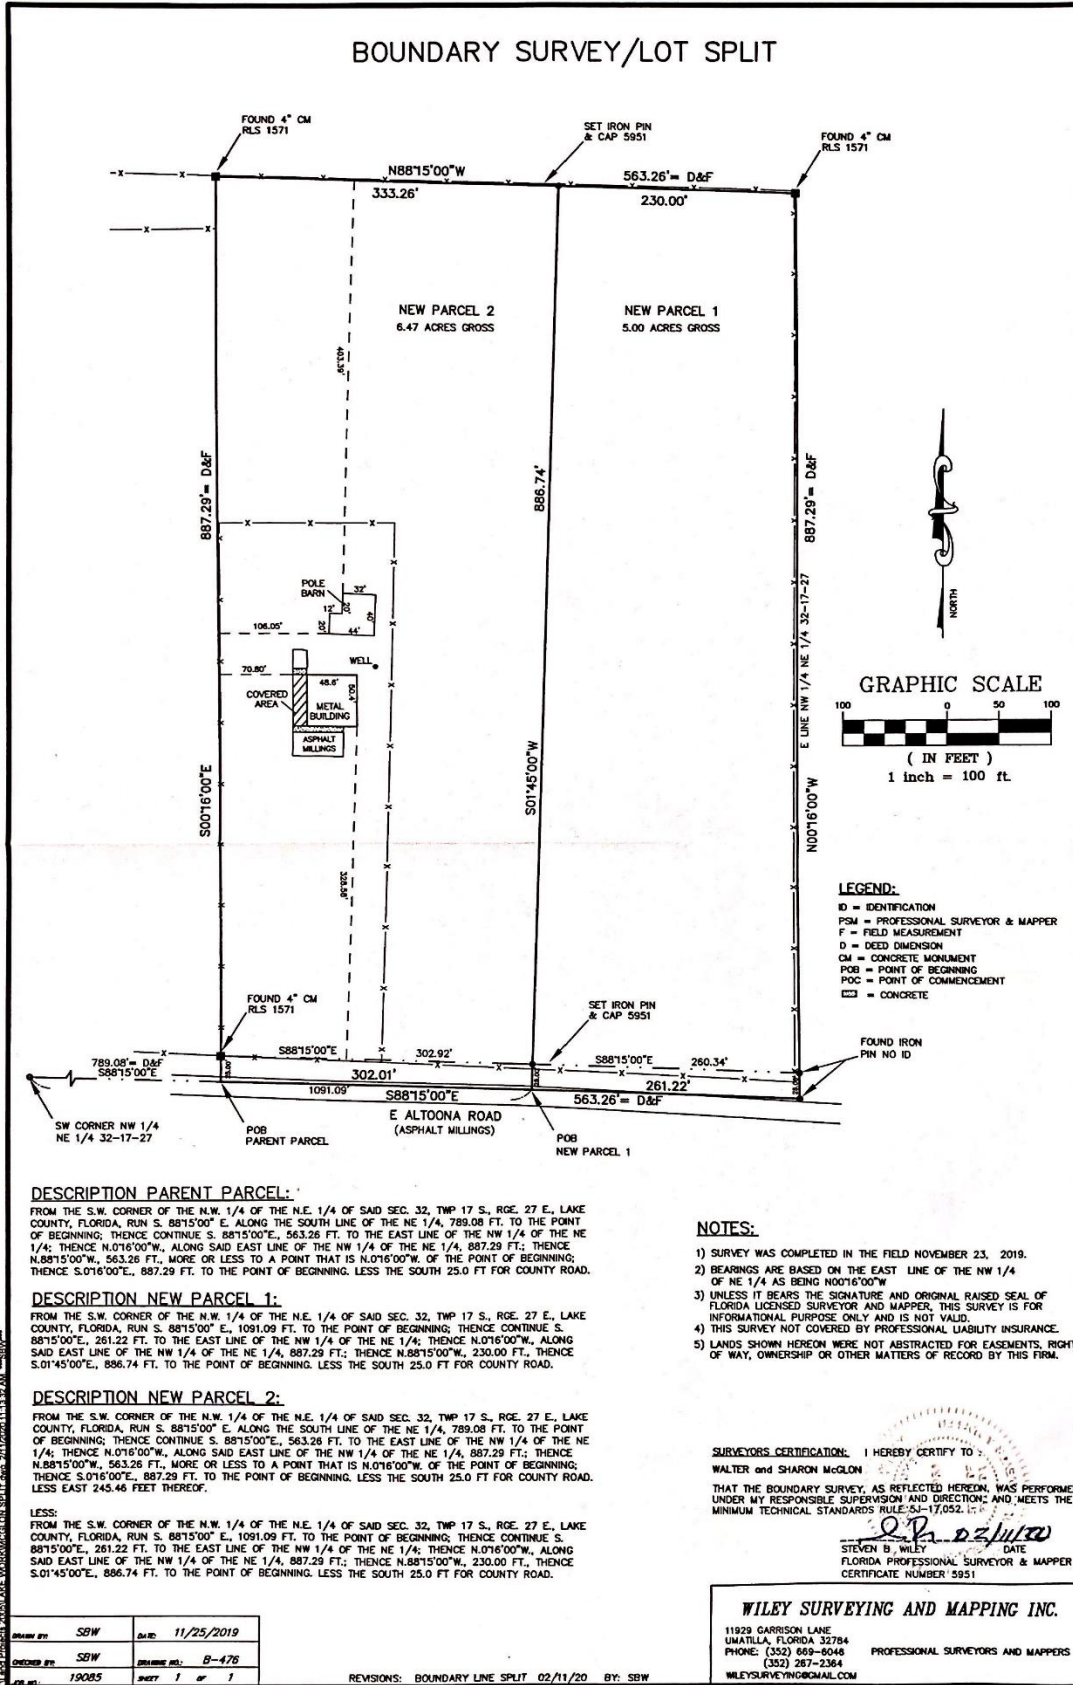 BOUNDARY SURVEY/LOT SPLIT
FOUND 4" CM
RLS 1571
SET IRON PIN
& CAP 5951
FOUND 4" CM
RLS 1571
N88°15'00"W
563.26'= D&F
333.26'
230.00'
NEW PARCEL 2
6.47 ACRES GROSS
NEW PARCEL 1
5.00 ACRES GROSS
403.39'
887.29'= D&F
886.74'
887.29'= D&F
E LINE NW 1/4 NE 1/4 32-17-27
NORTH
POLE
BARN
32'
12'
20'
40'
20'
44'
106.05'
WELL
70.80'
48.6'
50.4'
COVERED
AREA
METAL
BUILDING
ASPHALT
MILLINGS
GRAPHIC SCALE
100 0 50 100
( IN FEET )
1 inch = 100 ft.
S00°16'00"E
S01°45'00"W
N00°16'00"W
328.58'
LEGEND:
ID = IDENTIFICATION
PSM = PROFESSIONAL SURVEYOR & MAPPER
F = FIELD MEASUREMENT
D = DEED DIMENSION
CM = CONCRETE MONUMENT
POB = POINT OF BEGINNING
POC = POINT OF COMMENCEMENT
= CONCRETE
FOUND 4" CM
RLS 1571
SET IRON PIN
& CAP 5951
FOUND IRON
PIN NO ID
789.08'= D&F
S88°15'00"E
S88°15'00"E
302.92'
S88°15'00"E
260.34'
302.01'
261.22'
1091.09'
S88°15'00"E
563.26'= D&F
E ALTOONA ROAD
(ASPHALT MILLINGS)
SW CORNER NW 1/4
NE 1/4 32-17-27
POB
PARENT PARCEL
POB
NEW PARCEL 1
DESCRIPTION PARENT PARCEL:
FROM THE S.W. CORNER OF THE N.W. 1/4 OF THE N.E. 1/4 OF SAID SEC. 32, TWP 17 S., RGE. 27 E., LAKE
COUNTY, FLORIDA, RUN S. 88°15'00" E. ALONG THE SOUTH LINE OF THE NE 1/4, 789.08 FT. TO THE POINT
OF BEGINNING; THENCE CONTINUE S. 88°15'00"E., 563.26 FT. TO THE EAST LINE OF THE NW 1/4 OF THE NE
1/4; THENCE N.0°16'00"W., ALONG SAID EAST LINE OF THE NW 1/4 OF THE NE 1/4, 887.29 FT.; THENCE
N.88°15'00"W., 563.26 FT., MORE OR LESS TO A POINT THAT IS N.0°16'00"W. OF THE POINT OF BEGINNING;
THENCE S.0°16'00"E., 887.29 FT. TO THE POINT OF BEGINNING. LESS THE SOUTH 25.0 FT FOR COUNTY ROAD.
DESCRIPTION NEW PARCEL 1:
FROM THE S.W. CORNER OF THE N.W. 1/4 OF THE N.E. 1/4 OF SAID SEC. 32, TWP 17 S., RGE. 27 E., LAKE
COUNTY, FLORIDA, RUN S. 88°15'00" E., 1091.09 FT. TO THE POINT OF BEGINNING; THENCE CONTINUE S.
88°15'00"E., 261.22 FT. TO THE EAST LINE OF THE NW 1/4 OF THE NE 1/4; THENCE N.0°16'00"W., ALONG
SAID EAST LINE OF THE NW 1/4 OF THE NE 1/4, 887.29 FT.; THENCE N.88°15'00"W., 230.00 FT., THENCE
S.01°45'00"E., 886.74 FT. TO THE POINT OF BEGINNING. LESS THE SOUTH 25.0 FT FOR COUNTY ROAD.
DESCRIPTION NEW PARCEL 2:
FROM THE S.W. CORNER OF THE N.W. 1/4 OF THE N.E. 1/4 OF SAID SEC. 32, TWP 17 S., RGE. 27 E., LAKE
COUNTY, FLORIDA, RUN S. 88°15'00" E ALONG THE SOUTH LINE OF THE NE 1/4, 789.08 FT. TO THE POINT
OF BEGINNING; THENCE CONTINUE S. 88°15'00"E., 563.26 FT. TO THE EAST LINE OF THE NW 1/4 OF THE NE
1/4; THENCE N.0°16'00"W., ALONG SAID EAST LINE OF THE NW 1/4 OF THE NE 1/4, 887.29 FT.; THENCE
N.88°15'00"W., 563.26 FT., MORE OR LESS TO A POINT THAT IS N.0°16'00"W. OF THE POINT OF BEGINNING;
THENCE S.0°16'00"E., 887.29 FT. TO THE POINT OF BEGINNING. LESS THE SOUTH 25.0 FT FOR COUNTY ROAD.
LESS EAST 245.46 FEET THEREOF.
LESS:
FROM THE S.W. CORNER OF THE N.W. 1/4 OF THE N.E. 1/4 OF SAID SEC. 32, TWP 17 S., RGE. 27 E., LAKE
COUNTY, FLORIDA, RUN S. 88°15'00" E., 1091.09 FT. TO THE POINT OF BEGINNING; THENCE CONTINUE S.
88°15'00"E., 261.22 FT. TO THE EAST LINE OF THE NW 1/4 OF THE NE 1/4; THENCE N.0°16'00"W., ALONG
SAID EAST LINE OF THE NW 1/4 OF THE NE 1/4, 887.29 FT.; THENCE N.88°15'00"W., 230.00 FT., THENCE
S.01°45'00"E., 886.74 FT. TO THE POINT OF BEGINNING. LESS THE SOUTH 25.0 FT FOR COUNTY ROAD.
NOTES:
1) SURVEY WAS COMPLETED IN THE FIELD NOVEMBER 23, 2019.
2) BEARINGS ARE BASED ON THE EAST LINE OF THE NW 1/4
OF NE 1/4 AS BEING N00°16'00"W
3) UNLESS IT BEARS THE SIGNATURE AND ORIGINAL RAISED SEAL OF
FLORIDA LICENSED SURVEYOR AND MAPPER, THIS SURVEY IS FOR
INFORMATIONAL PURPOSE ONLY AND IS NOT VALID.
4) THIS SURVEY NOT COVERED BY PROFESSIONAL LIABILITY INSURANCE.
5) LANDS SHOWN HEREON WERE NOT ABSTRACTED FOR EASEMENTS, RIGHT
OF WAY, OWNERSHIP OR OTHER MATTERS OF RECORD BY THIS FIRM.
SURVEYORS CERTIFICATION: I HEREBY CERTIFY TO :
WALTER and SHARON McGLON
THAT THE BOUNDARY SURVEY, AS REFLECTED HEREON, WAS PERFORME
UNDER MY RESPONSIBLE SUPERVISION AND DIRECTION; AND MEETS THE
MINIMUM TECHNICAL STANDARDS RULE 5J-17,052.
02/11/20
STEVEN B. WILEY DATE
FLORIDA PROFESSIONAL SURVEYOR & MAPPER
CERTIFICATE NUMBER 5951
WILEY SURVEYING AND MAPPING INC.
11929 GARRISON LANE
UMATILLA, FLORIDA 32784
PHONE: (352) 669-6046
(352) 267-2364
WILEYSURVEYING@GMAIL.COM
PROFESSIONAL SURVEYORS AND MAPPERS
DRAWN BY: SBW DATE: 11/25/2019
CHECKED BY: SBW DRAWING NO.: B-476
JOB NO.: 19085 SHEET 1 OF 1
REVISIONS: BOUNDARY LINE SPLIT 02/11/20 BY: SBW